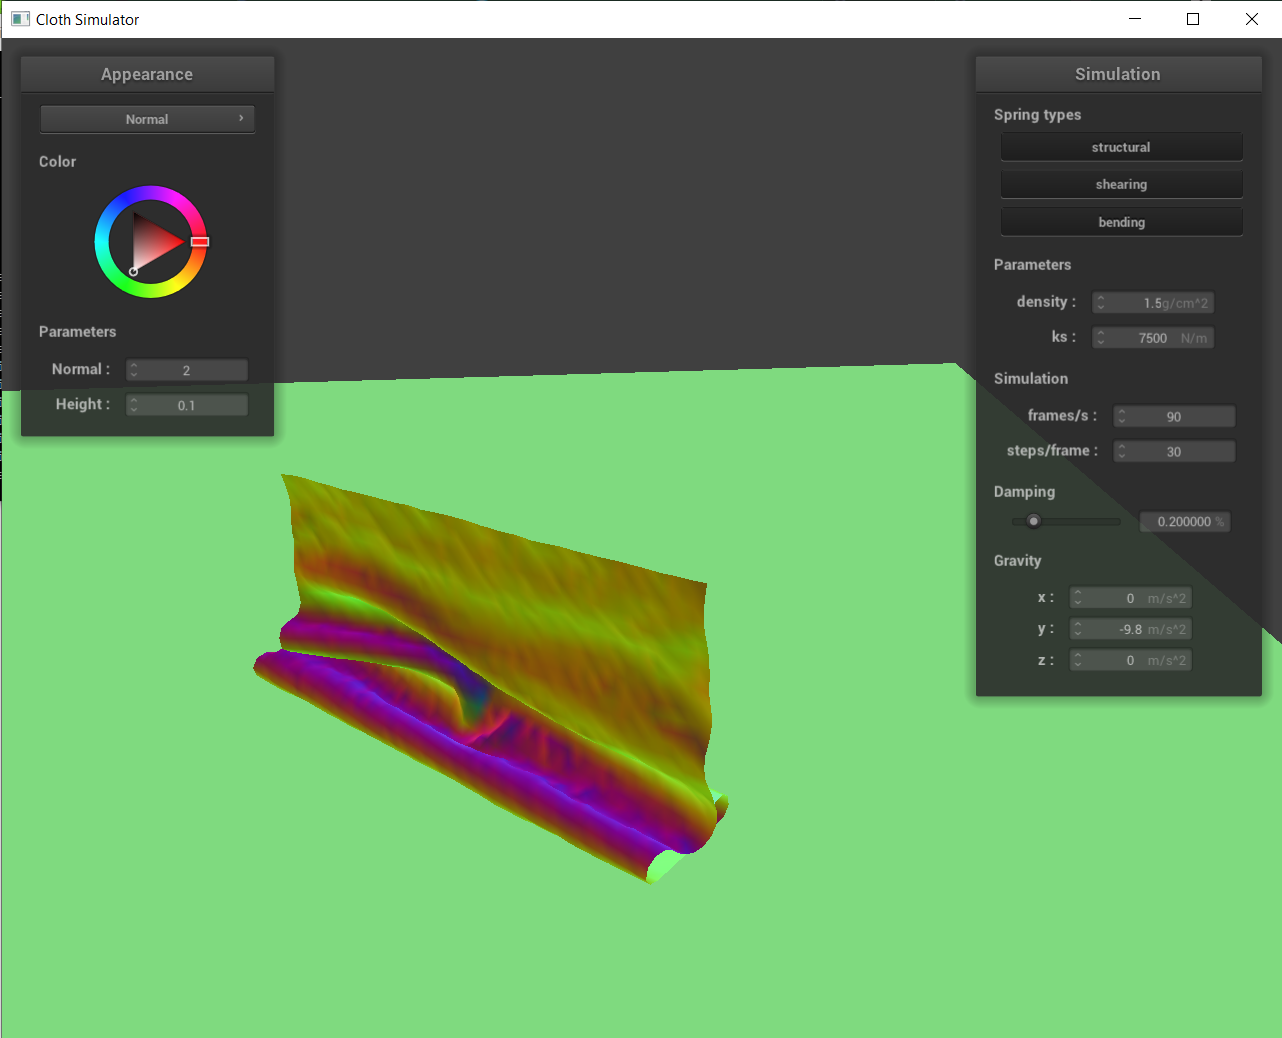 Cloth Simulator
Appearance
Normal
Color
Parameters
Normal : 2
Height : 0.1
Simulation
Spring types
structural
shearing
bending
Parameters
density : 1.5g/cm^2
ks : 7500 N/m
Simulation
frames/s : 90
steps/frame : 30
Damping
0.200000 %
Gravity
x : 0 m/s^2
y : -9.8 m/s^2
z : 0 m/s^2